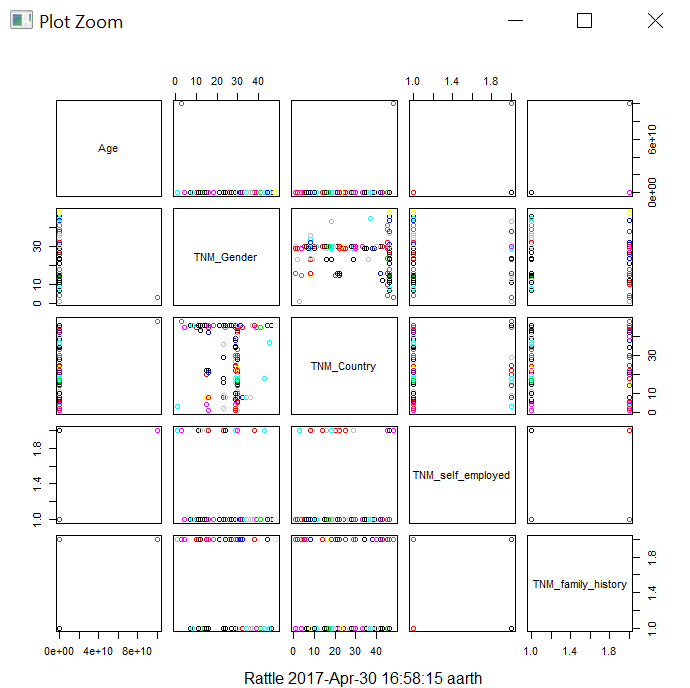 Plot Zoom
0 10 20 30 40 1.0 1.4 1.8
Age
0e+00 6e+10
TNM_Gender
0 10 30
TNM_Country
0 10 30
TNM_self_employed
1.0 1.4 1.8
TNM_family_history
1.0 1.4 1.8
0e+00 4e+10 8e+10 0 10 20 30 40 1.0 1.4 1.8
Rattle 2017-Apr-30 16:58:15 aarth